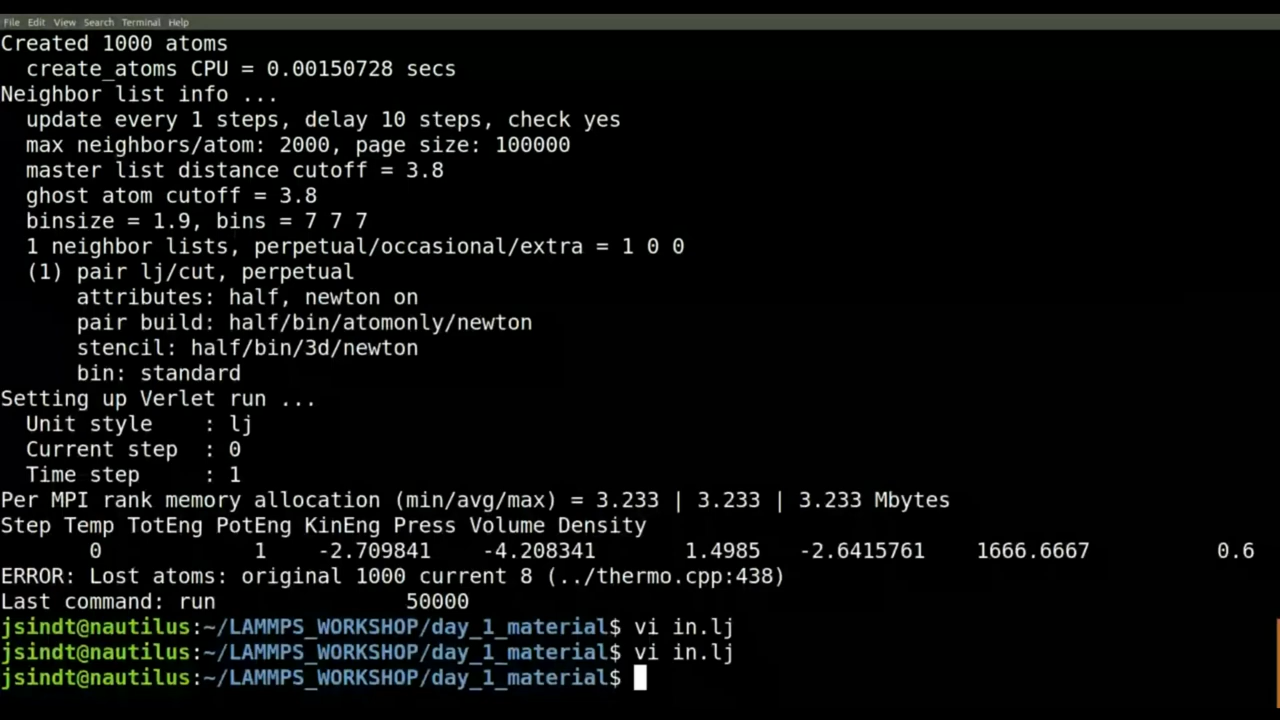 File Edit View Search Terminal Help
Created 1000 atoms
create_atoms CPU = 0.00150728 secs
Neighbor list info ...
update every 1 steps, delay 10 steps, check yes
max neighbors/atom: 2000, page size: 100000
master list distance cutoff = 3.8
ghost atom cutoff = 3.8
binsize = 1.9, bins = 7 7 7
1 neighbor lists, perpetual/occasional/extra = 1 0 0
(1) pair lj/cut, perpetual
attributes: half, newton on
pair build: half/bin/atomonly/newton
stencil: half/bin/3d/newton
bin: standard
Setting up Verlet run ...
Unit style    : lj
Current step  : 0
Time step     : 1
Per MPI rank memory allocation (min/avg/max) = 3.233 | 3.233 | 3.233 Mbytes
Step Temp TotEng PotEng KinEng Press Volume Density
0            1    -2.709841    -4.208341       1.4985   -2.6415761    1666.6667          0.6
ERROR: Lost atoms: original 1000 current 8 (../thermo.cpp:438)
Last command: run               50000
jsindt@nautilus:~/LAMMPS_WORKSHOP/day_1_material$ vi in.lj
jsindt@nautilus:~/LAMMPS_WORKSHOP/day_1_material$ vi in.lj
jsindt@nautilus:~/LAMMPS_WORKSHOP/day_1_material$